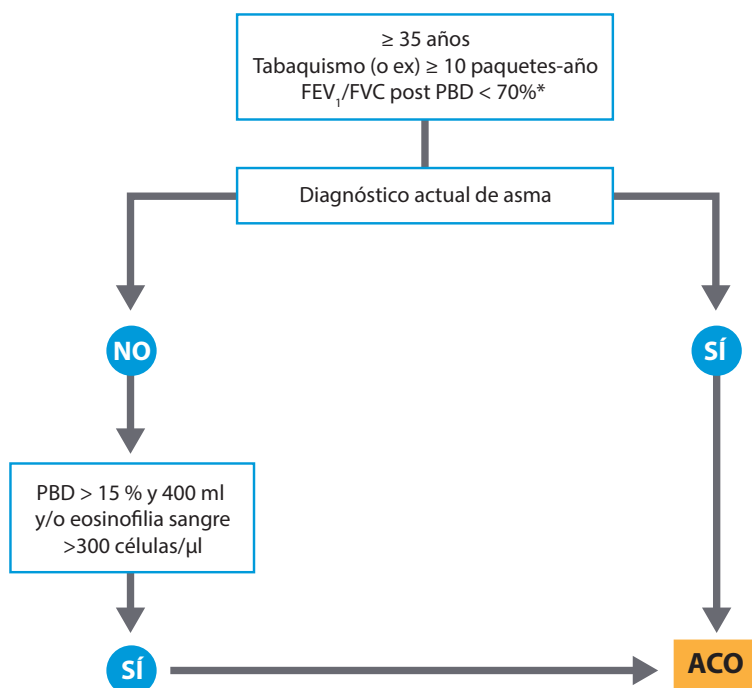 ≥ 35 años
Tabaquismo (o ex) ≥ 10 paquetes-año
FEV₁/FVC post PBD < 70%*
Diagnóstico actual de asma
NO
SÍ
PBD > 15 % y 400 ml
y/o eosinofilia sangre
>300 células/µl
SÍ
ACO